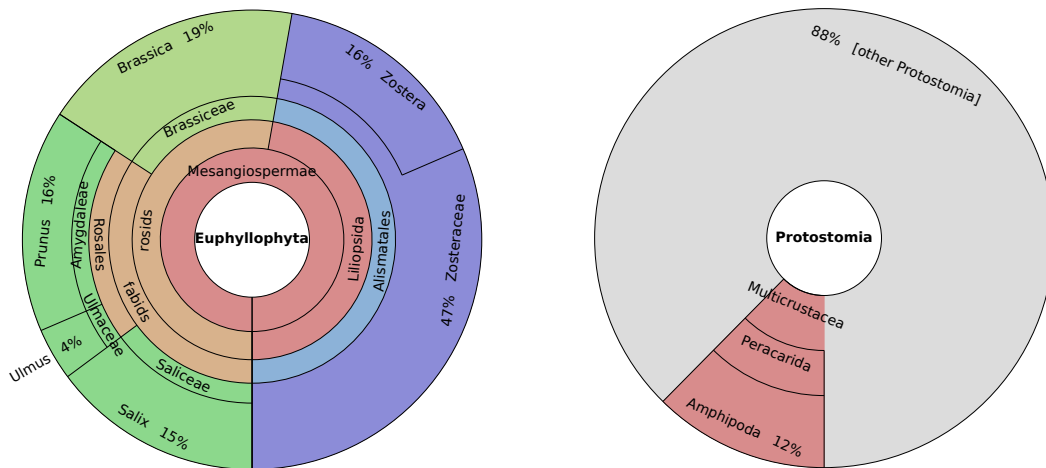 Brassica 19%
16% Zostera
Brassiceae
Mesangiospermae
Prunus 16%
Amygdaleae
Rosales
rosids
Euphyllophyta
Liliopsida
Alismatales
47% Zosteraceae
fabids
Ulmaceae
Ulmus 4%
Saliceae
Salix 15%
88% [other Protostomia]
Protostomia
Multicrustacea
Peracarida
Amphipoda 12%